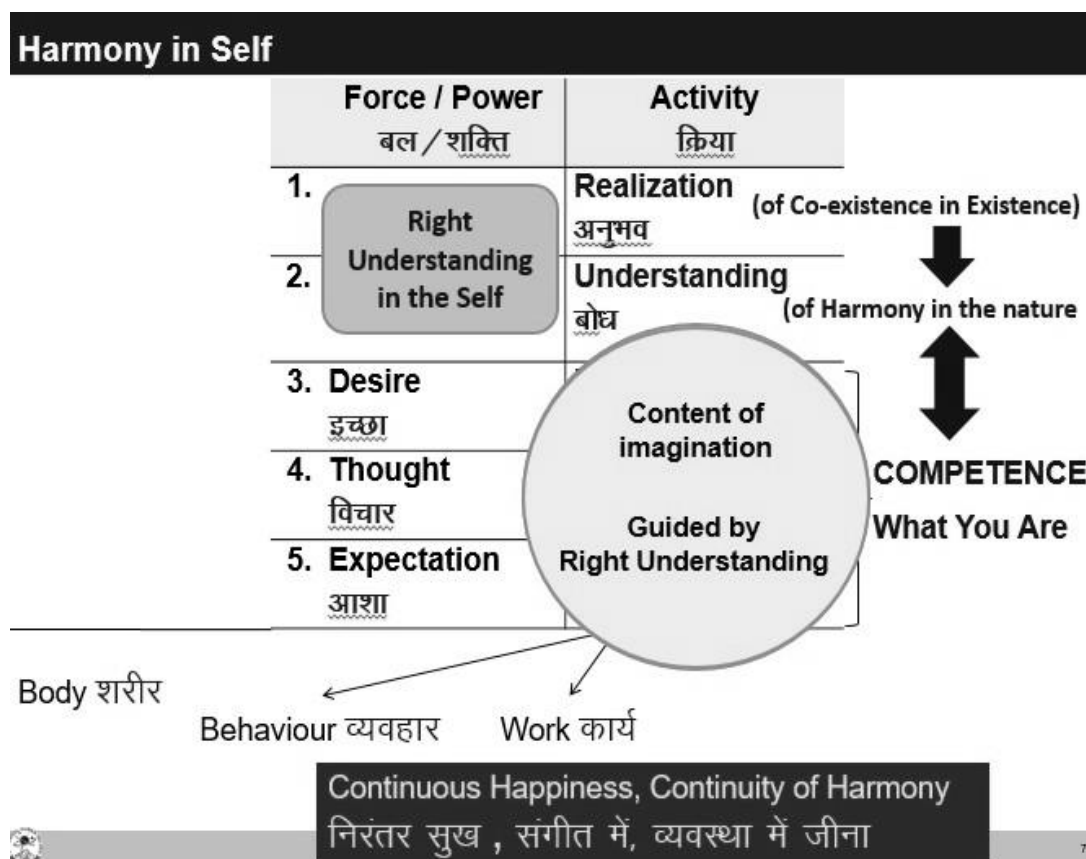 Harmony in Self
Force / Power
बल / शक्ति
Activity
क्रिया
1.
Right
Understanding
in the Self
Realization
अनुभव
(of Co-existence in Existence)
2.
Understanding
बोध
(of Harmony in the nature
3. Desire
इच्छा
4. Thought
विचार
5. Expectation
आशा
Content of
imagination
Guided by
Right Understanding
COMPETENCE
What You Are
Body शरीर
Behaviour व्यवहार
Work कार्य
Continuous Happiness, Continuity of Harmony
निरंतर सुख , संगीत में, व्यवस्था में जीना